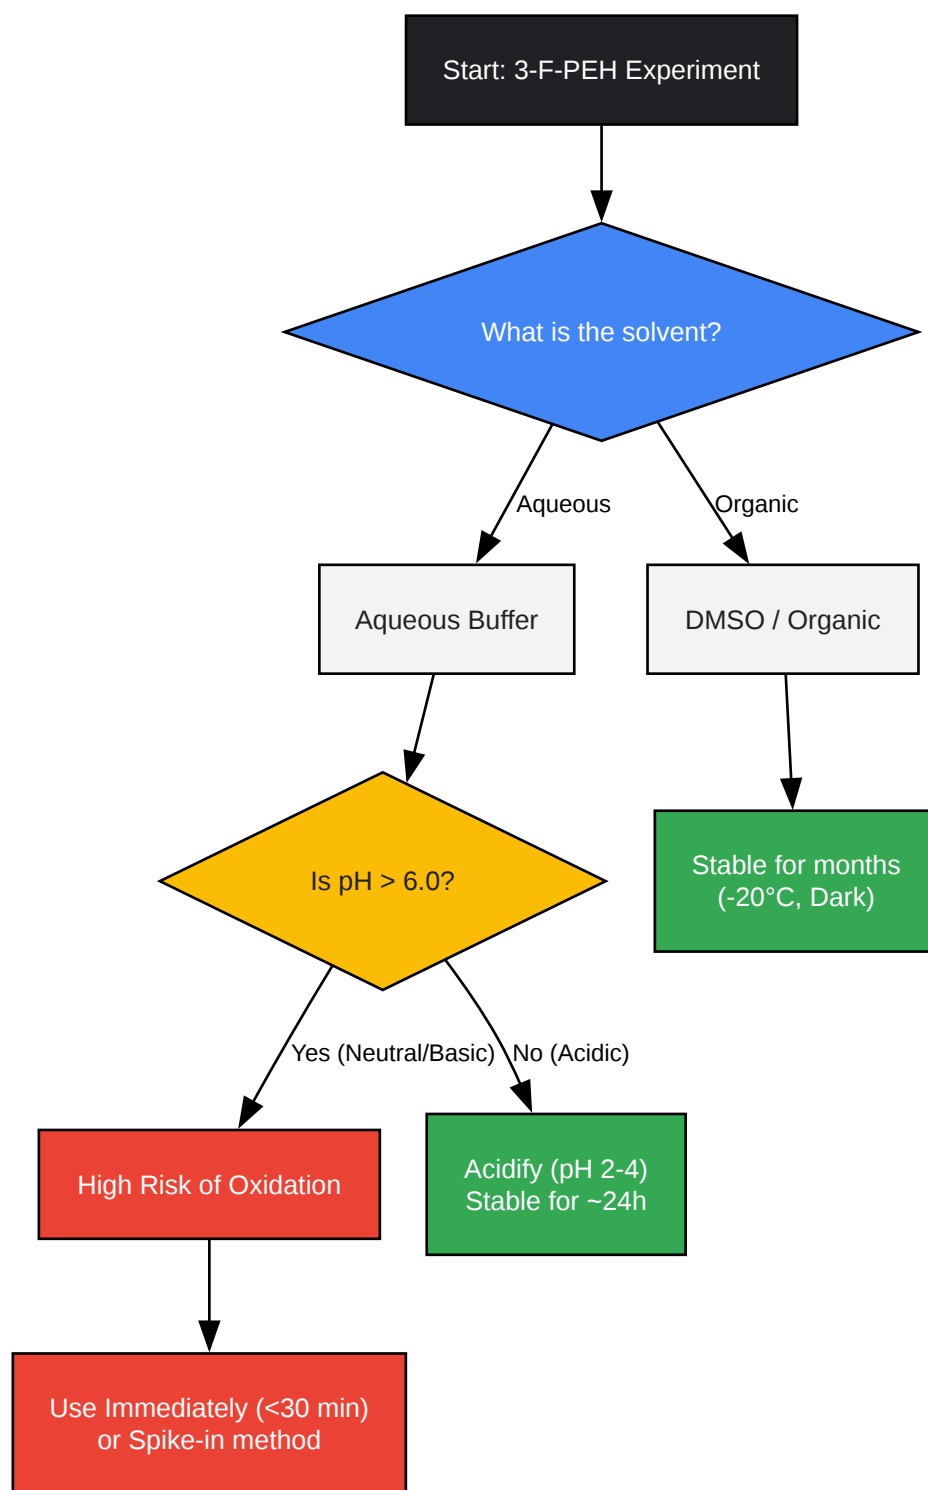 Start: 3-F-PEH Experiment
What is the solvent?
Aqueous
Organic
Aqueous Buffer
DMSO / Organic
Is pH > 6.0?
Stable for months
(-20°C, Dark)
Yes (Neutral/Basic)
No (Acidic)
High Risk of Oxidation
Acidify (pH 2-4)
Stable for ~24h
Use Immediately (<30 min)
or Spike-in method